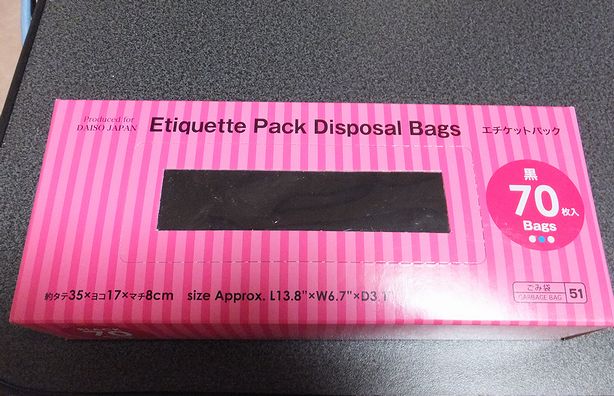 Produced for
DAISO JAPAN
Etiquette Pack Disposal Bags
エチケットパック
黒
70枚入
Bags
約タテ35×ヨコ17×マチ8cm
size Approx. L13.8"×W6.7"×D3.1"
ごみ袋
GARBAGE BAG
51